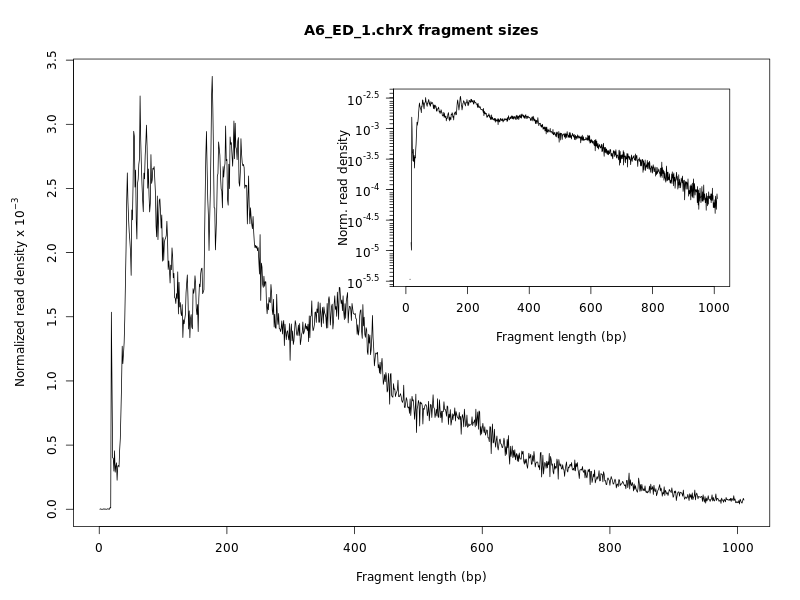 A6_ED_1.chrX fragment sizes
Normalized read density x 10^-3
3.5
3.0
2.5
2.0
1.5
1.0
0.5
0.0
0 200 400 600 800 1000
Fragment length (bp)
Norm. read density
10^-2.5
10^-3
10^-3.5
10^-4
10^-4.5
10^-5
10^-5.5
0 200 400 600 800 1000
Fragment length (bp)